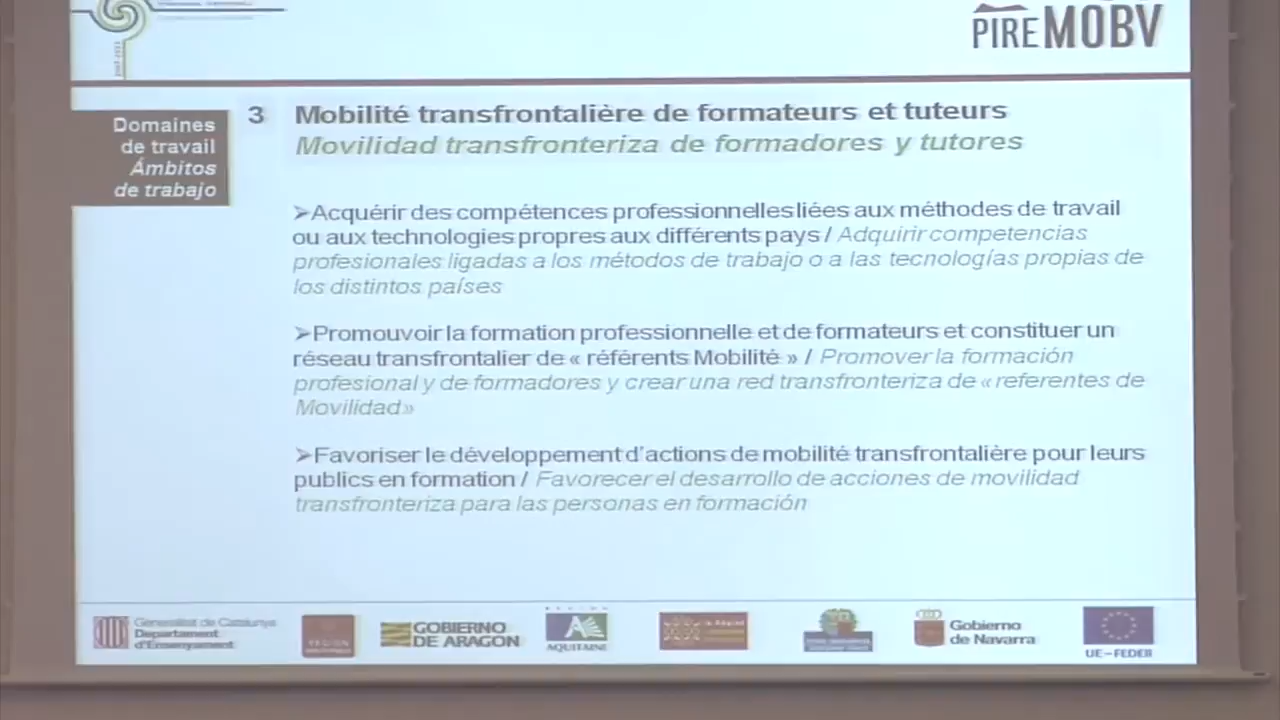 PIREMOBV
Domaines
de travail
Ámbitos
de trabajo
3 Mobilité transfrontalière de formateurs et tuteurs
Movilidad transfronteriza de formadores y tutores
➢Acquérir des compétences professionnelles liées aux méthodes de travail
ou aux technologies propres aux différents pays / Adquirir competencias
profesionales ligadas a los métodos de trabajo o a las tecnologías propias de
los distintos países
➢Promouvoir la formation professionnelle et de formateurs et constituer un
réseau transfrontalier de « référents Mobilité » / Promover la formación
profesional y de formadores y crear una red transfronteriza de « referentes de
Movilidad»
➢Favoriser le développement d'actions de mobilité transfrontalière pour leurs
publics en formation / Favorecer el desarrollo de acciones de movilidad
transfronteriza para las personas en formación
Generalitat de Catalunya
Departament
d'Ensenyament
REGION
GOBIERNO
DE ARAGON
REGION
AQUITAINE
la Région
Gobierno
de Navarra
UE-FEDER